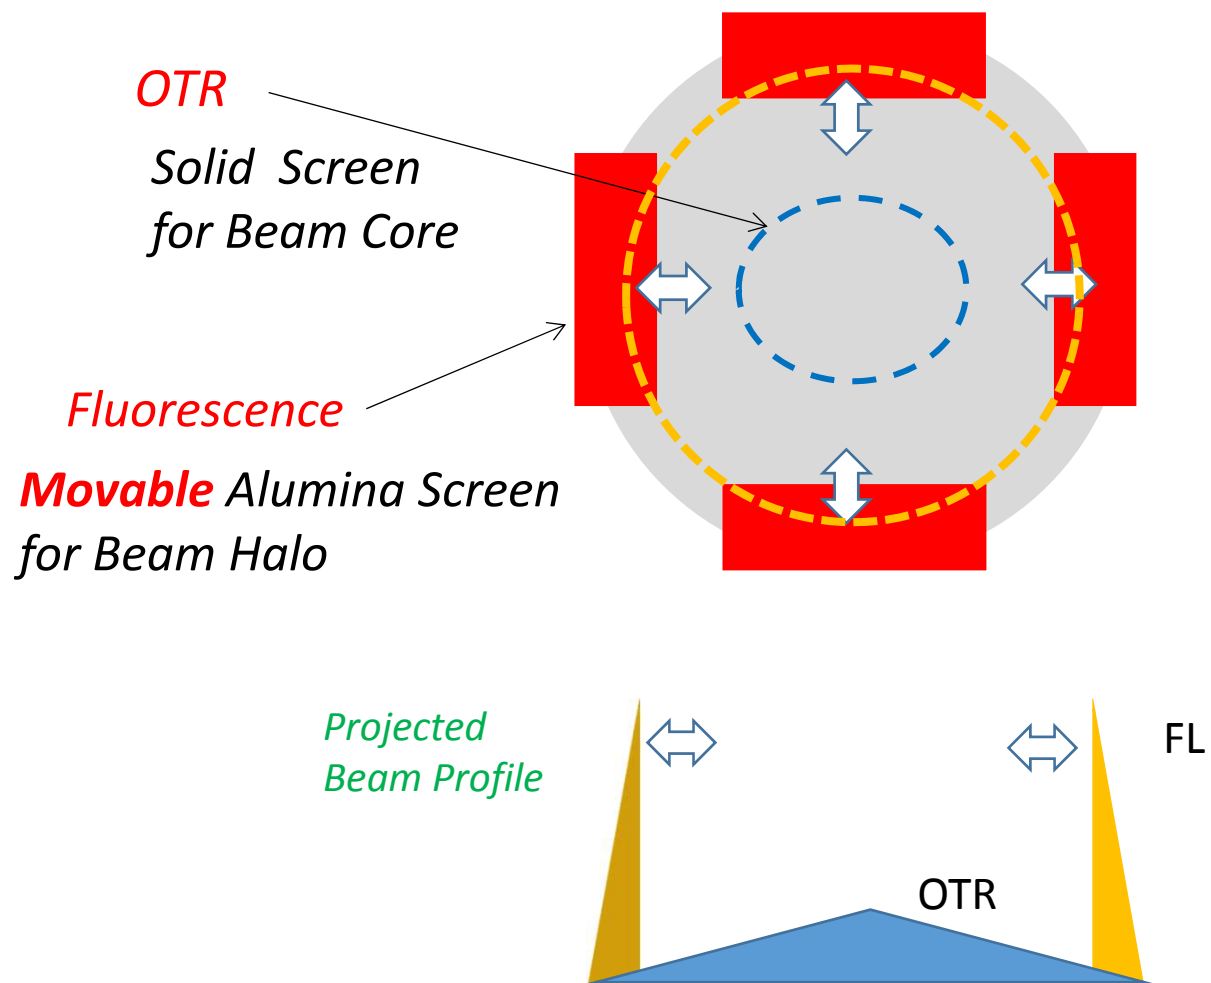 OTR
Solid Screen
for Beam Core
Fluorescence
Movable Alumina Screen
for Beam Halo
Projected
Beam Profile
FL
OTR